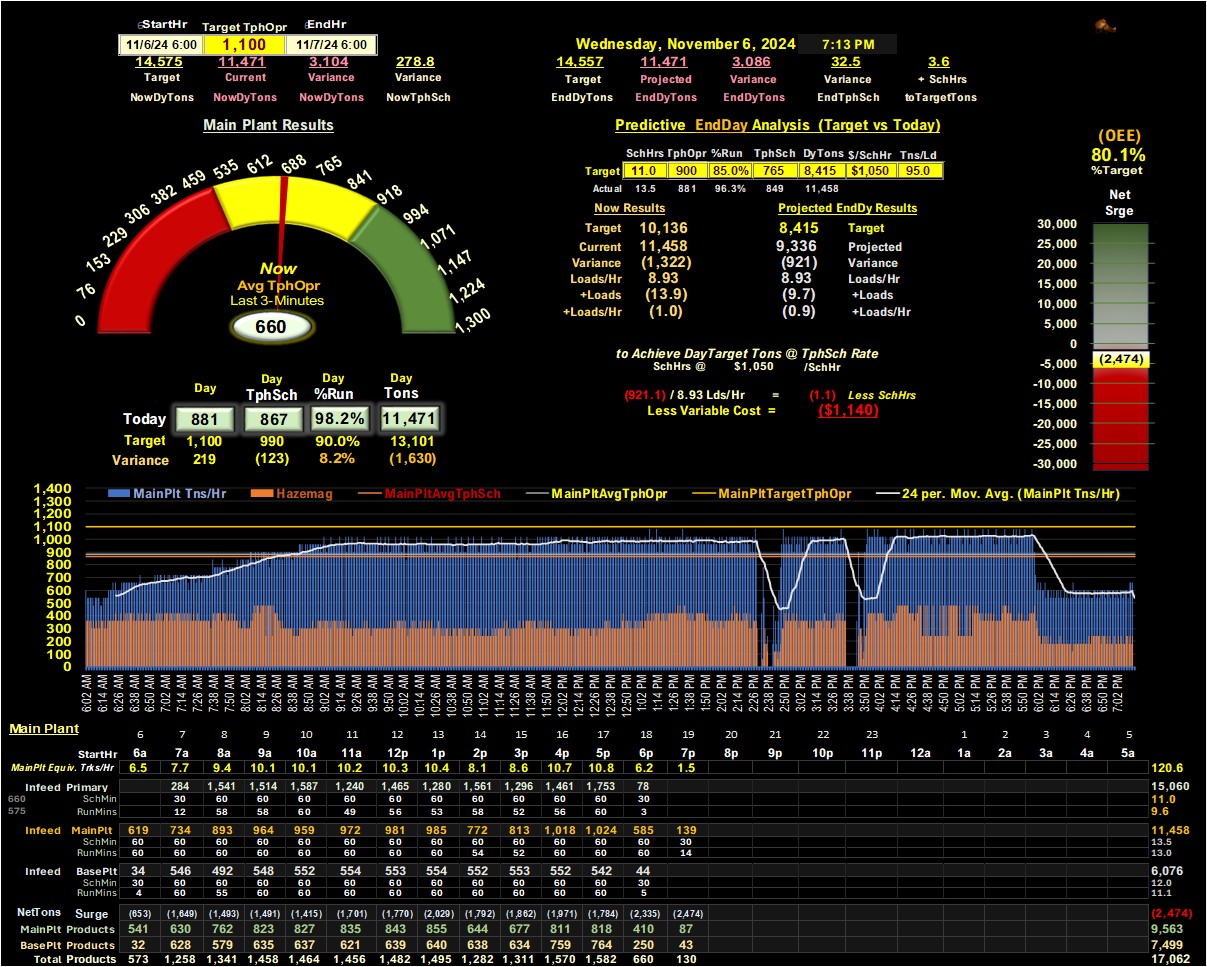 StartHr Target TphOpr EndHr
11/6/24 6:00 1,100 11/7/24 6:00
14,575 11,471 3,104 278.8
Target Current Variance Variance
NowDyTons NowDyTons NowDyTons NowTphSch
Wednesday, November 6, 2024 7:13 PM
14,557 11,471 3,086 32.5 3.6
Target Projected Variance Variance + SchHrs
EndDyTons EndDyTons EndDyTons EndTphSch toTargetTons
Main Plant Results
0 76 153 229 306 382 459 535 612 688 765 841 918 994 1,071 1,147 1,224 1,300
Now
Avg TphOpr
Last 3-Minutes
660
Day Day Day Day
TphSch %Run Tons
Today 881 867 98.2% 11,471
Target 1,100 990 90.0% 13,101
Variance 219 (123) 8.2% (1,630)
Predictive EndDay Analysis (Target vs Today)
SchHrs TphOpr %Run TphSch DyTons $/SchHr Tns/Ld
Target 11.0 900 85.0% 765 8,415 $1,050 95.0
Actual 13.5 881 96.3% 849 11,458
Now Results Projected EndDy Results
Target 10,136 8,415 Target
Current 11,458 9,336 Projected
Variance (1,322) (921) Variance
Loads/Hr 8.93 8.93 Loads/Hr
+Loads (13.9) (9.7) +Loads
+Loads/Hr (1.0) (0.9) +Loads/Hr
to Achieve DayTarget Tons @ TphSch Rate
SchHrs @ $1,050 /SchHr
(921.1) / 8.93 Lds/Hr = (1.1) Less SchHrs
Less Variable Cost = ($1,140)
(OEE)
80.1%
%Target
Net
Srge
30,000
25,000
20,000
15,000
10,000
5,000
0
(2,474)
-5,000
-10,000
-15,000
-20,000
-25,000
-30,000
MainPlt Tns/Hr Hazemag MainPltAvgTphSch MainPltAvgTphOpr MainPltTargetTphOpr 24 per. Mov. Avg. (MainPlt Tns/Hr)
1,400
1,300
1,200
1,100
1,000
900
800
700
600
500
400
300
200
100
0
6:02 AM 6:14 AM 6:26 AM 6:50 AM 7:02 AM 7:14 AM 7:26 AM 7:38 AM 7:50 AM 8:02 AM 8:14 AM 8:26 AM 8:38 AM 8:50 AM 9:02 AM 9:14 AM 9:26 AM 9:38 AM 9:50 AM 10:02 AM 10:14 AM 10:26 AM 10:38 AM 10:50 AM 11:02 AM 11:14 AM 11:26 AM 11:38 AM 11:50 AM 12:02 PM 12:14 PM 12:26 PM 12:38 PM 12:50 PM 1:02 PM 1:14 PM 1:26 PM 1:38 PM 1:50 PM 2:02 PM 2:14 PM 2:26 PM 2:38 PM 2:50 PM 3:02 PM 3:14 PM 3:26 PM 3:38 PM 3:50 PM 4:02 PM 4:14 PM 4:26 PM 4:38 PM 4:50 PM 5:02 PM 5:14 PM 5:26 PM 5:38 PM 5:50 PM 6:02 PM 6:14 PM 6:26 PM 6:38 PM 6:50 PM 7:02 PM
Main Plant 6 7 8 9 10 11 12 13 14 15 16 17 18 19 20 21 22 23 1 2 3 4 5
StartHr 6a 7a 8a 9a 10a 11a 12p 1p 2p 3p 4p 5p 6p 7p 8p 9p 10p 11p 12a 1a 2a 3a 4a 5a
MainPlt Equiv. Trks/Hr 6.5 7.7 9.4 10.1 10.1 10.2 10.3 10.4 8.1 8.6 10.7 10.8 6.2 1.5 120.6
Infeed Primary 284 1,541 1,514 1,587 1,240 1,465 1,280 1,561 1,296 1,461 1,753 78 15,060
660 SchMin 30 60 60 60 60 60 60 60 60 60 60 30 11.0
575 RunMins 12 58 58 60 49 56 53 58 52 56 60 3 9.6
Infeed MainPlt 619 734 893 964 959 972 981 985 772 813 1,018 1,024 585 139 11,458
SchMin 60 60 60 60 60 60 60 60 60 60 60 60 60 30 13.5
RunMins 60 60 60 60 60 60 60 60 54 52 60 60 60 14 13.0
Infeed BasePlt 34 546 492 548 552 554 553 554 552 553 552 542 44 6,076
SchMin 30 60 60 60 60 60 60 60 60 60 60 60 30 12.0
RunMins 4 60 55 60 60 60 60 60 60 60 60 60 5 11.1
NetTons Surge (653) (1,649) (1,493) (1,491) (1,415) (1,701) (1,770) (2,029) (1,792) (1,862) (1,971) (1,784) (2,335) (2,474) (2,474)
MainPlt Products 541 630 762 823 827 835 843 855 644 677 811 818 410 87 9,563
BasePlt Products 32 628 579 635 637 621 639 640 638 634 759 764 250 43 7,499
Total Products 573 1,258 1,341 1,458 1,464 1,456 1,482 1,495 1,282 1,311 1,570 1,582 660 130 17,062